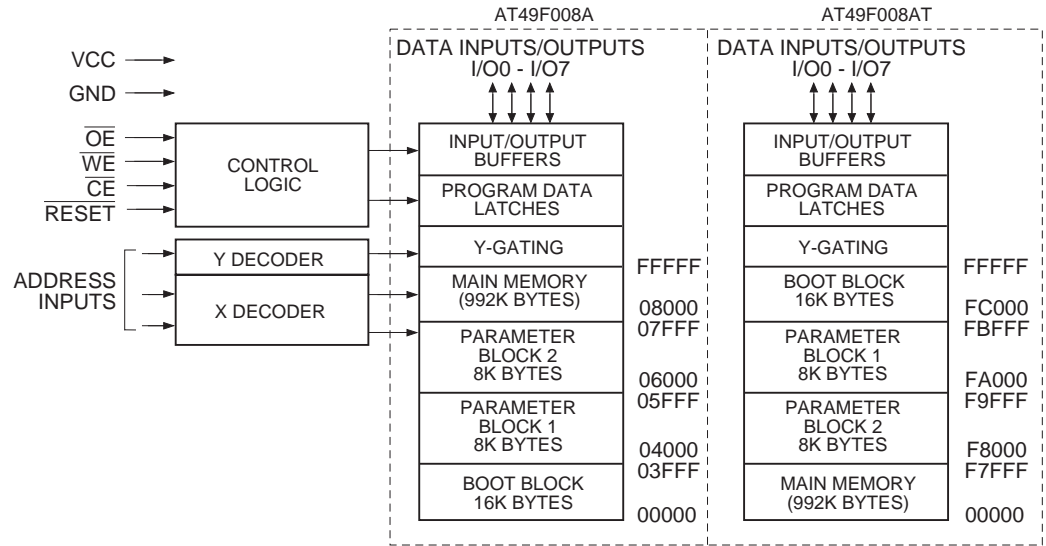 AT49F008A
AT49F008AT
DATA INPUTS/OUTPUTS
I/O0 - I/O7
DATA INPUTS/OUTPUTS
I/O0 - I/O7
VCC
GND
OE
WE
CE
RESET
CONTROL
LOGIC
ADDRESS
INPUTS
Y DECODER
X DECODER
INPUT/OUTPUT
BUFFERS
PROGRAM DATA
LATCHES
Y-GATING
MAIN MEMORY
(992K BYTES)
PARAMETER
BLOCK 2
8K BYTES
PARAMETER
BLOCK 1
8K BYTES
BOOT BLOCK
16K BYTES
FFFFF
08000
07FFF
06000
05FFF
04000
03FFF
00000
INPUT/OUTPUT
BUFFERS
PROGRAM DATA
LATCHES
Y-GATING
BOOT BLOCK
16K BYTES
PARAMETER
BLOCK 1
8K BYTES
PARAMETER
BLOCK 2
8K BYTES
MAIN MEMORY
(992K BYTES)
FFFFF
FC000
FBFFF
FA000
F9FFF
F8000
F7FFF
00000